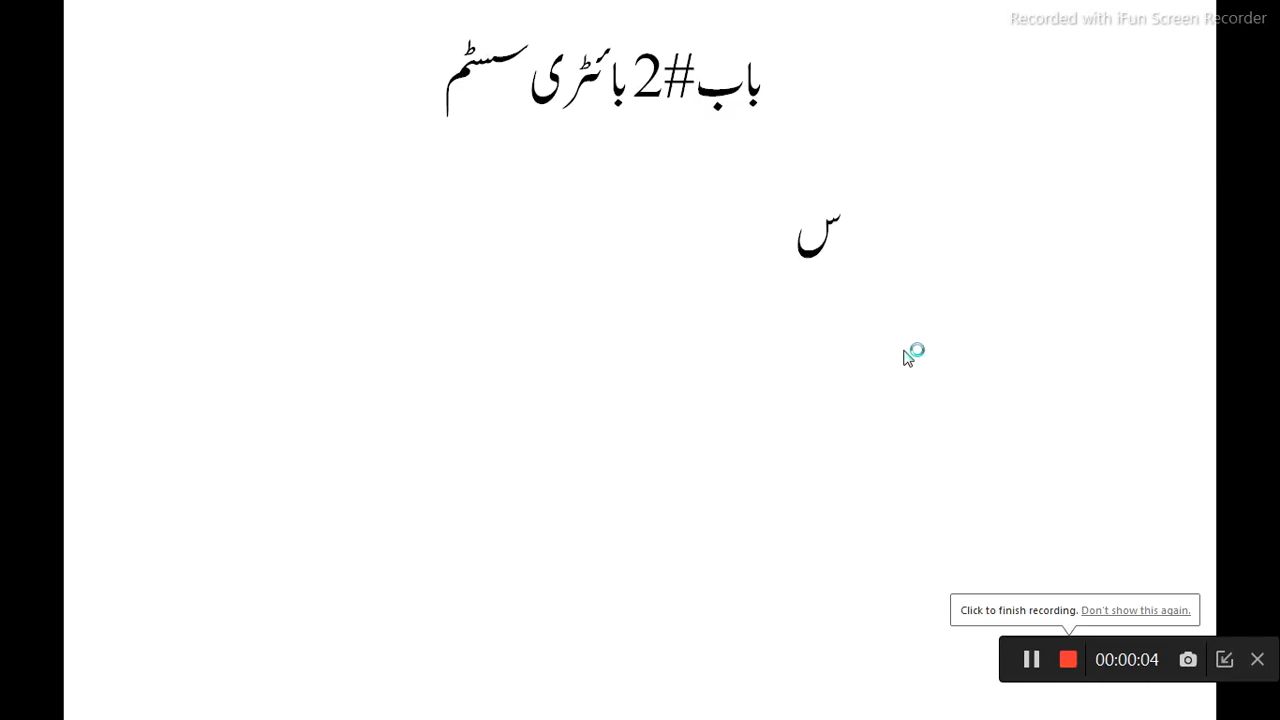 Recorded with iFun Screen Recorder
باب#2 بائنری سسٹم
س
Click to finish recording. Don't show this again.
00:00:04